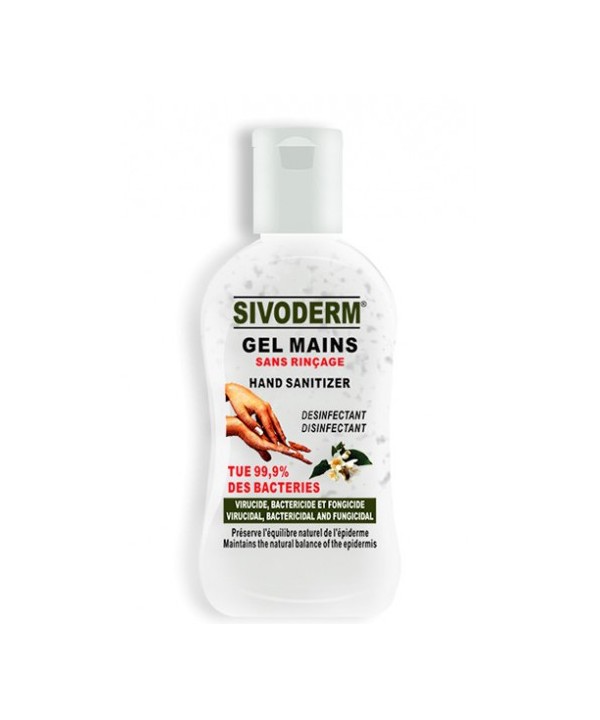 SIVODERM®
GEL MAINS
SANS RINÇAGE
HAND SANITIZER
DESINFECTANT
DISINFECTANT
TUE 99,9%
DES BACTERIES
VIRUCIDE, BACTERICIDE ET FONGICIDE
VIRUCIDAL, BACTERICIDAL AND FUNGICIDAL
Préserve l'équilibre naturel de l'épiderme
Maintains the natural balance of the epidermis